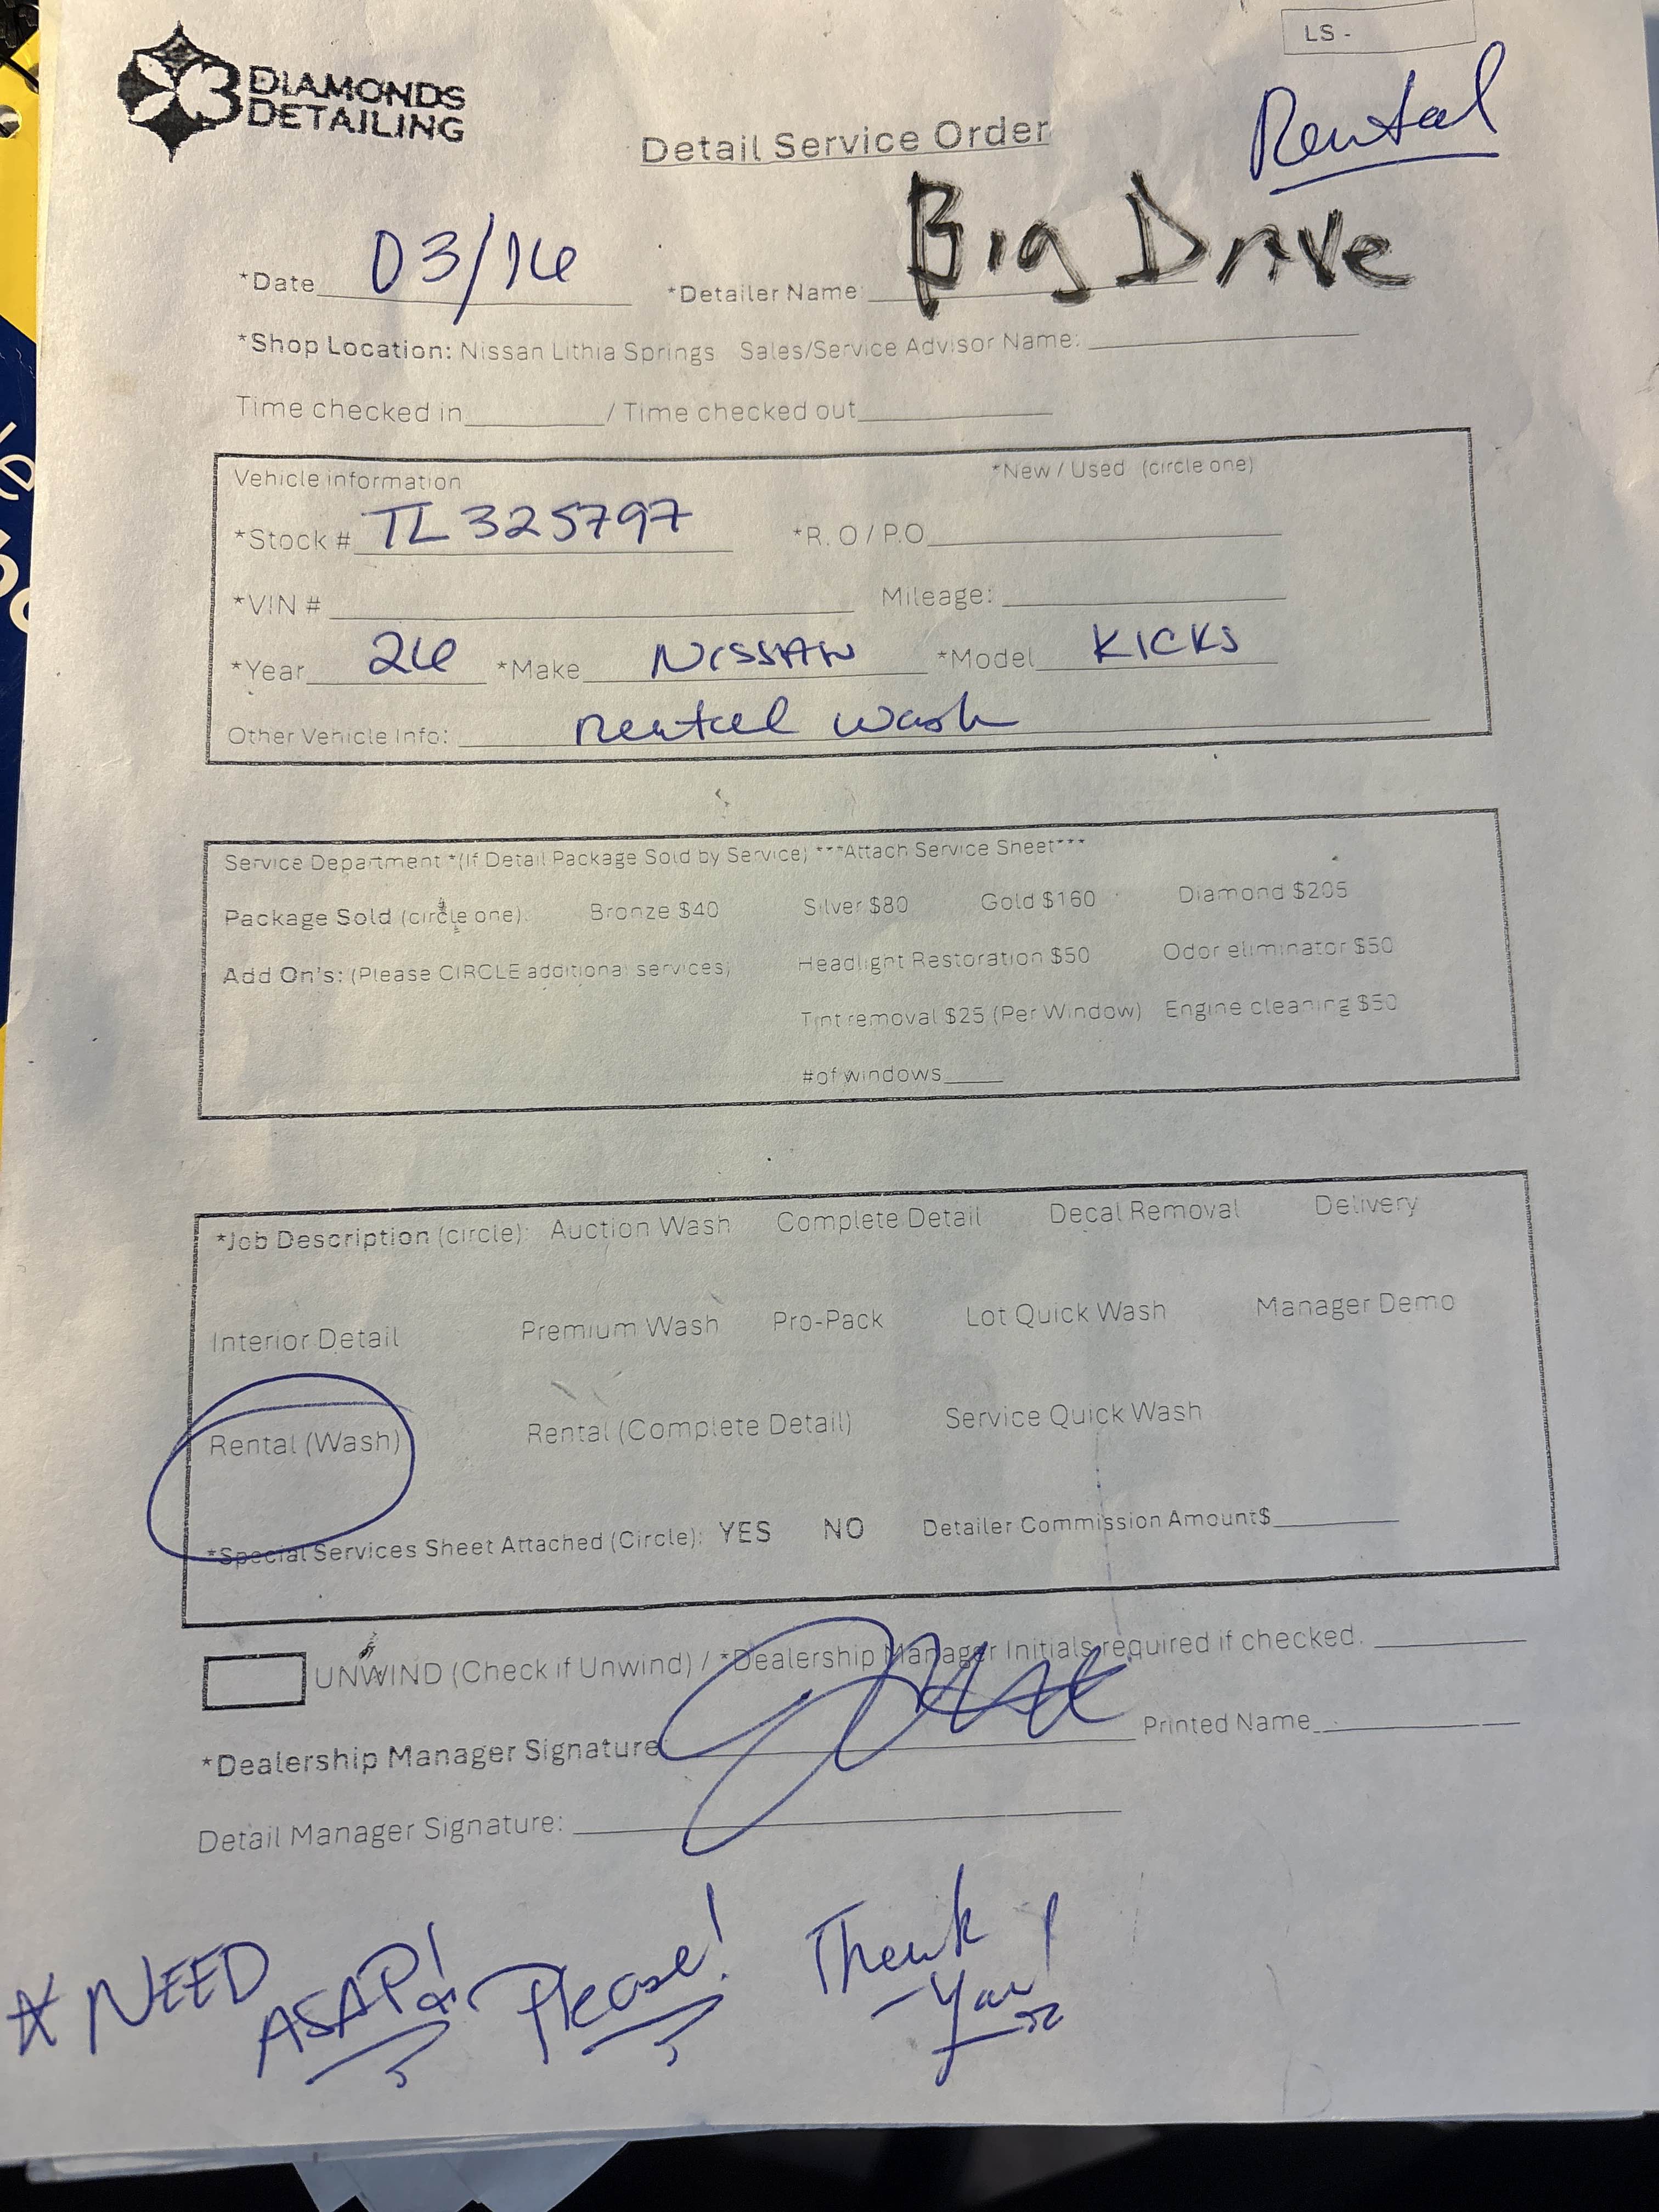 LS -
3 DIAMONDS
DETAILING
Detail Service Order
Rental
*Date 03/16 *Detailer Name: Big Drive
*Shop Location: Nissan Lithia Springs Sales/Service Advisor Name:
Time checked in / Time checked out
Vehicle information *New / Used (circle one)
*Stock # TL325797 *R.O / P.O
*VIN # Mileage:
*Year 26 *Make NISSAN *Model KICKS
Other Vehicle Info: Rental wash
Service Department *(If Detail Package Sold by Service) ***Attach Service Sheet***
Package Sold (circle one): Bronze $40 Silver $80 Gold $160 Diamond $205
Add On's: (Please CIRCLE additional services) Headlight Restoration $50 Odor eliminator $50
Tint removal $25 (Per Window) Engine cleaning $50
#of windows
*Job Description (circle): Auction Wash Complete Detail Decal Removal Delivery
Interior Detail Premium Wash Pro-Pack Lot Quick Wash Manager Demo
Rental (Wash) Rental (Complete Detail) Service Quick Wash
*Special Services Sheet Attached (Circle): YES NO Detailer Commission Amount$
UNWIND (Check if Unwind) / *Dealership Manager Initials required if checked.
*Dealership Manager Signature Printed Name
Detail Manager Signature:
* NEED ASAP! Please! Thank You!